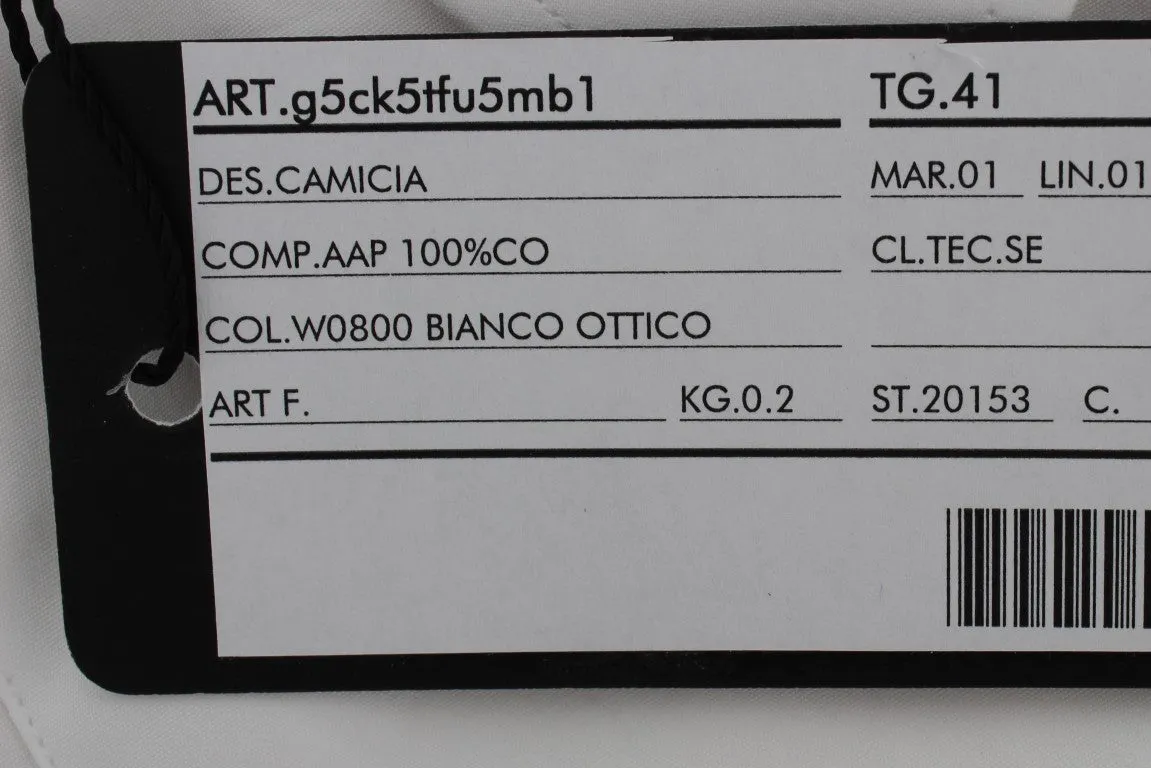 ART.g5ck5tfu5mb1 TG.41
DES.CAMICIA MAR.01 LIN.01
COMP.AAP 100%CO CL.TEC.SE
COL.W0800 BIANCO OTTICO
ART F. KG.0.2 ST.20153 C.